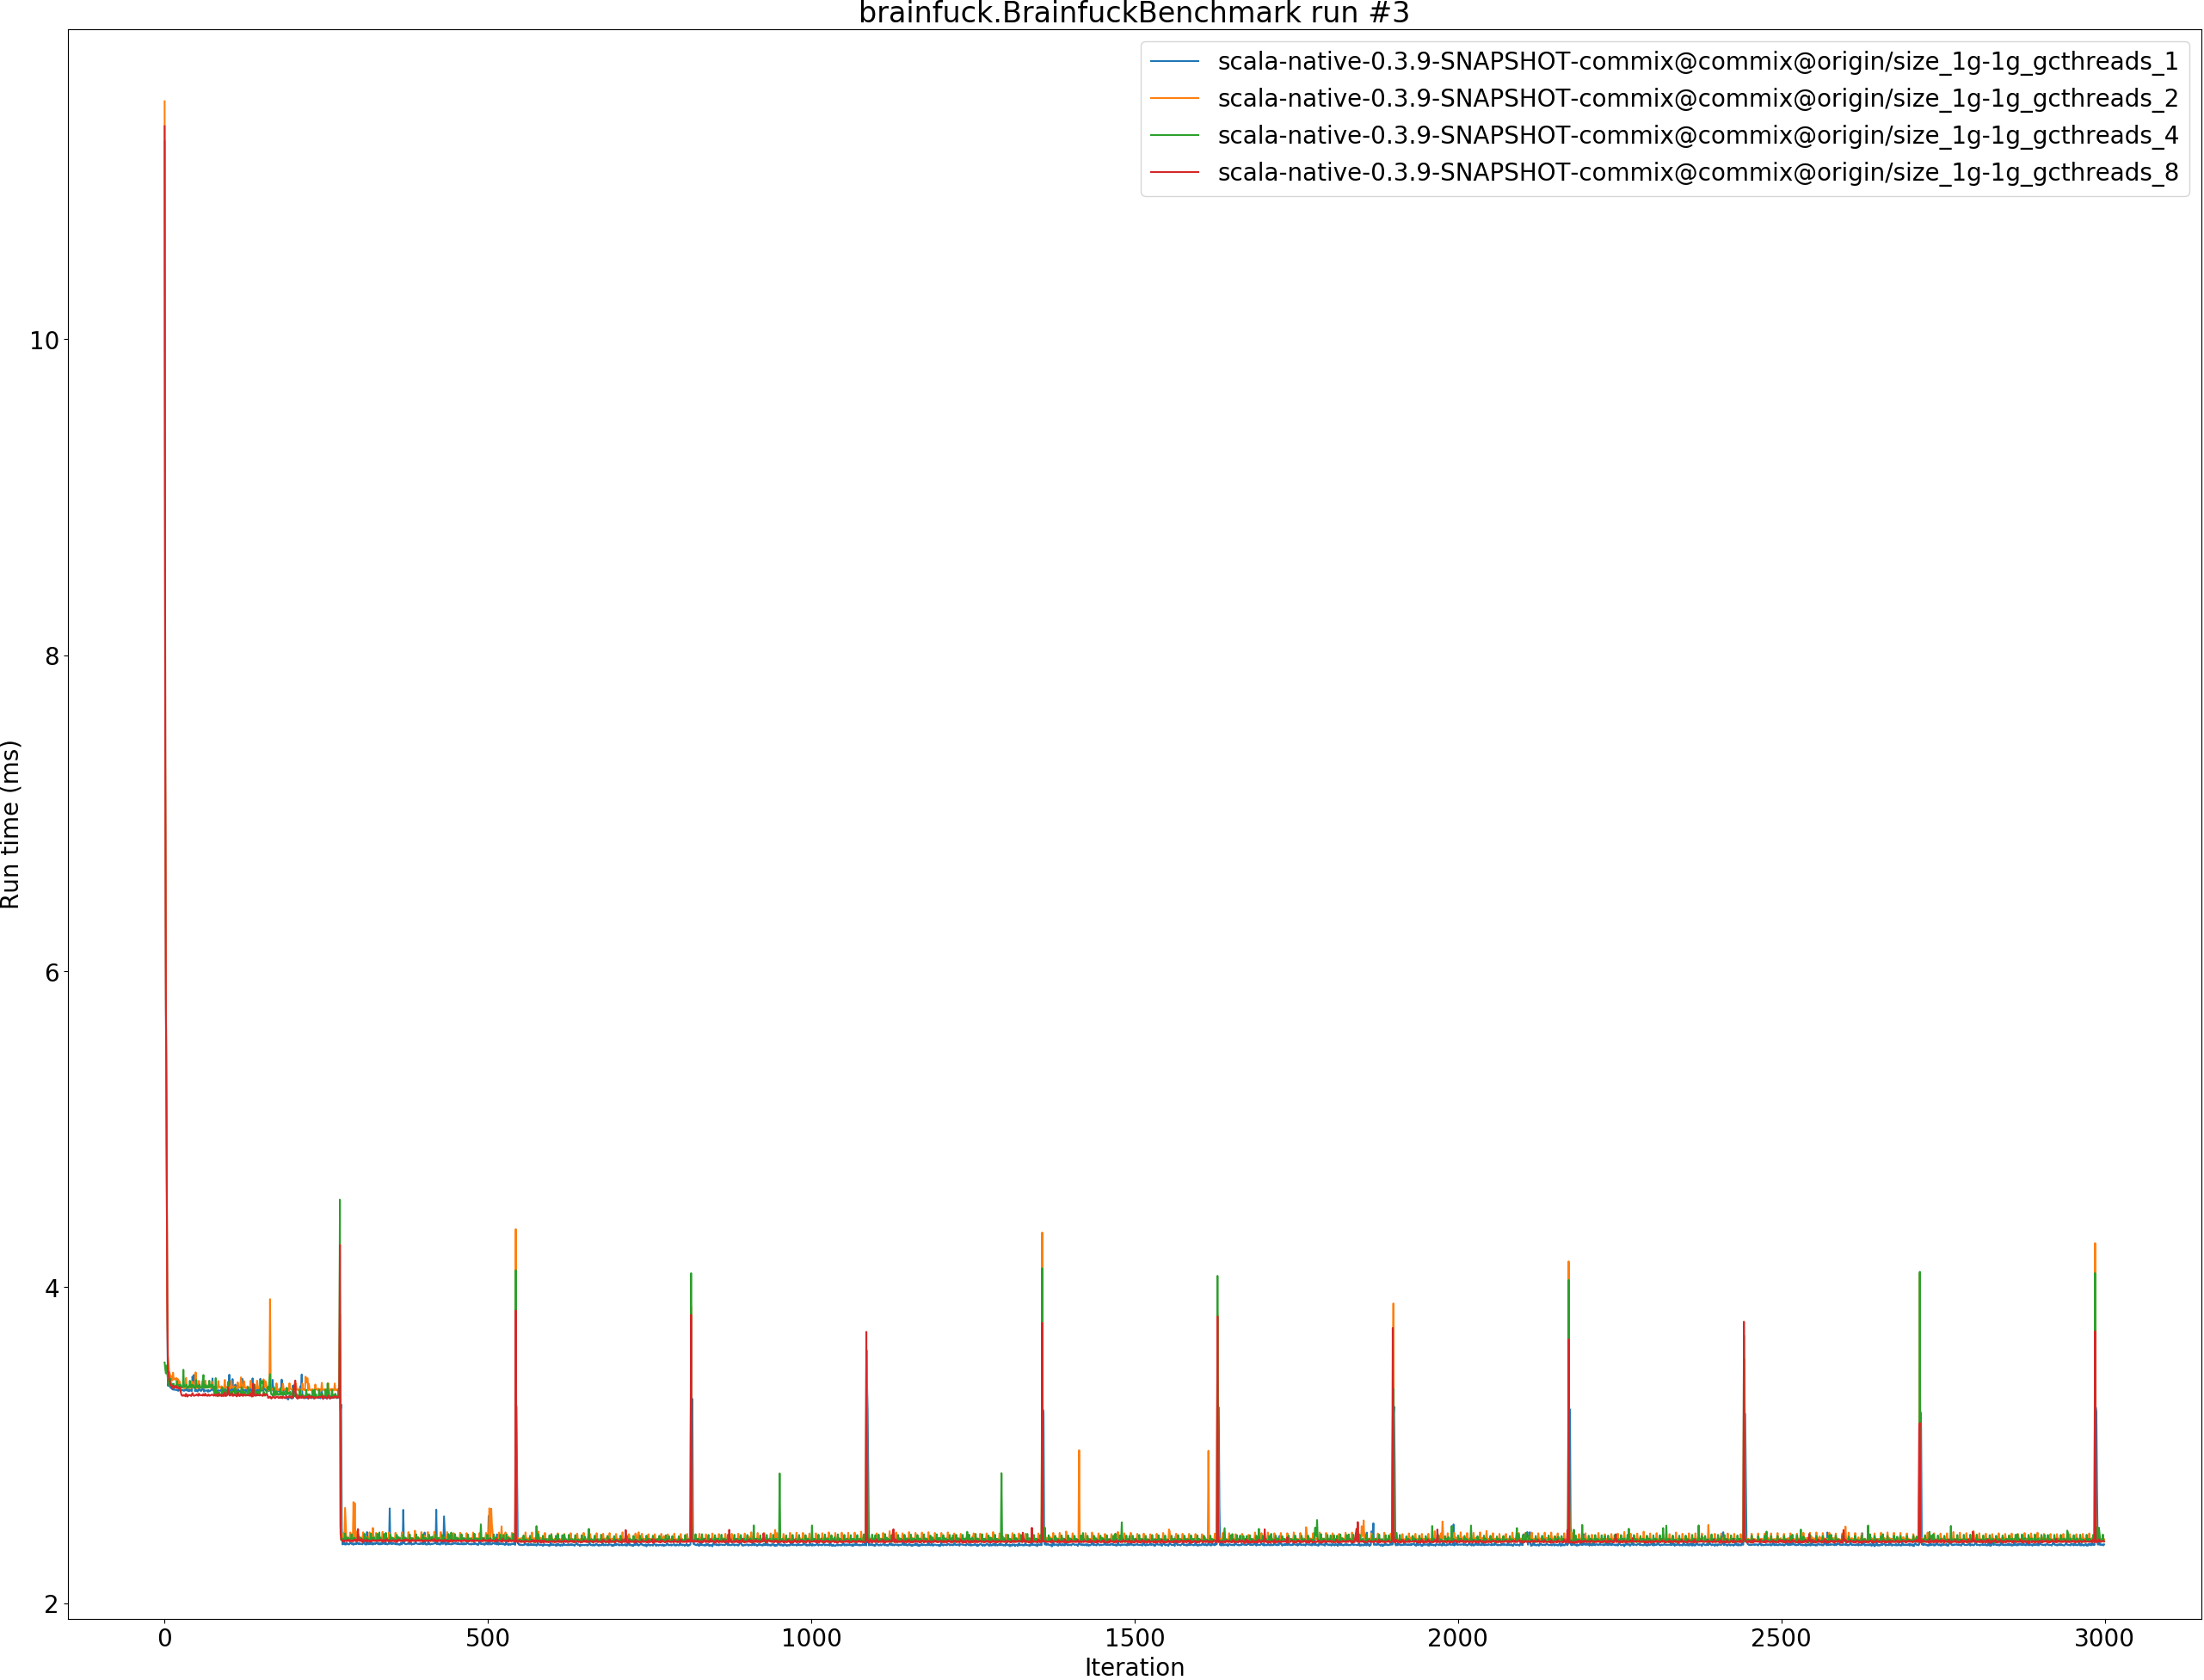 brainfuck.BrainfuckBenchmark run #3
scala-native-0.3.9-SNAPSHOT-commix@commix@origin/size_1g-1g_gcthreads_1
scala-native-0.3.9-SNAPSHOT-commix@commix@origin/size_1g-1g_gcthreads_2
scala-native-0.3.9-SNAPSHOT-commix@commix@origin/size_1g-1g_gcthreads_4
scala-native-0.3.9-SNAPSHOT-commix@commix@origin/size_1g-1g_gcthreads_8
Run time (ms)
10
8
6
4
2
0 500 1000 1500 2000 2500 3000
Iteration